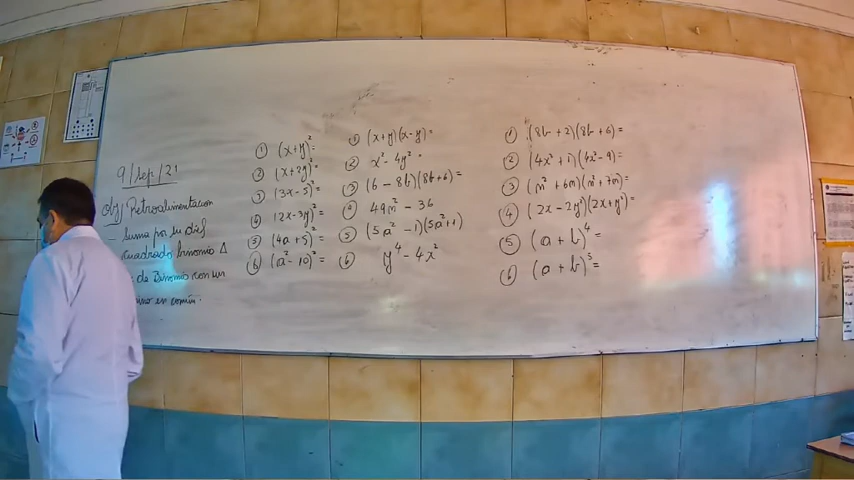 9/Sep/21
Obj/Retroalimentacion
Suma por su dif
cuadrado binomio Δ
de Binomio con un
en común.
① (x+y)²=
② (x+2y)²=
③ (3x-5)²=
④ (2x-3y)²=
⑤ (4a+5)²=
⑥ (a²-10)²=
① (x+y)(x-y)=
② x²-4y²=
③ (6-8b)(8b+6)=
④ 49m²-36
⑤ (5a²-1)(5a²+1)
⑥ y⁴-4x²
① (8b+2)(8b+6)=
② (4x²+1)(4x²-9)=
③ (m²+6m)(m²+7m)=
④ (2x-2y²)(2x+y²)=
⑤ (a+b)⁴=
⑥ (a+b)⁵=